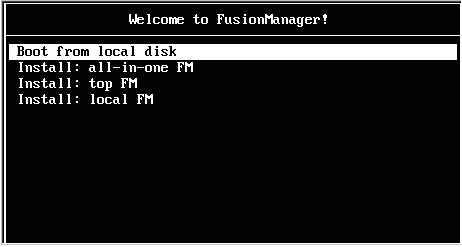 Welcome to FusionManager!
Boot from local disk
Install: all-in-one FM
Install: top FM
Install: local FM